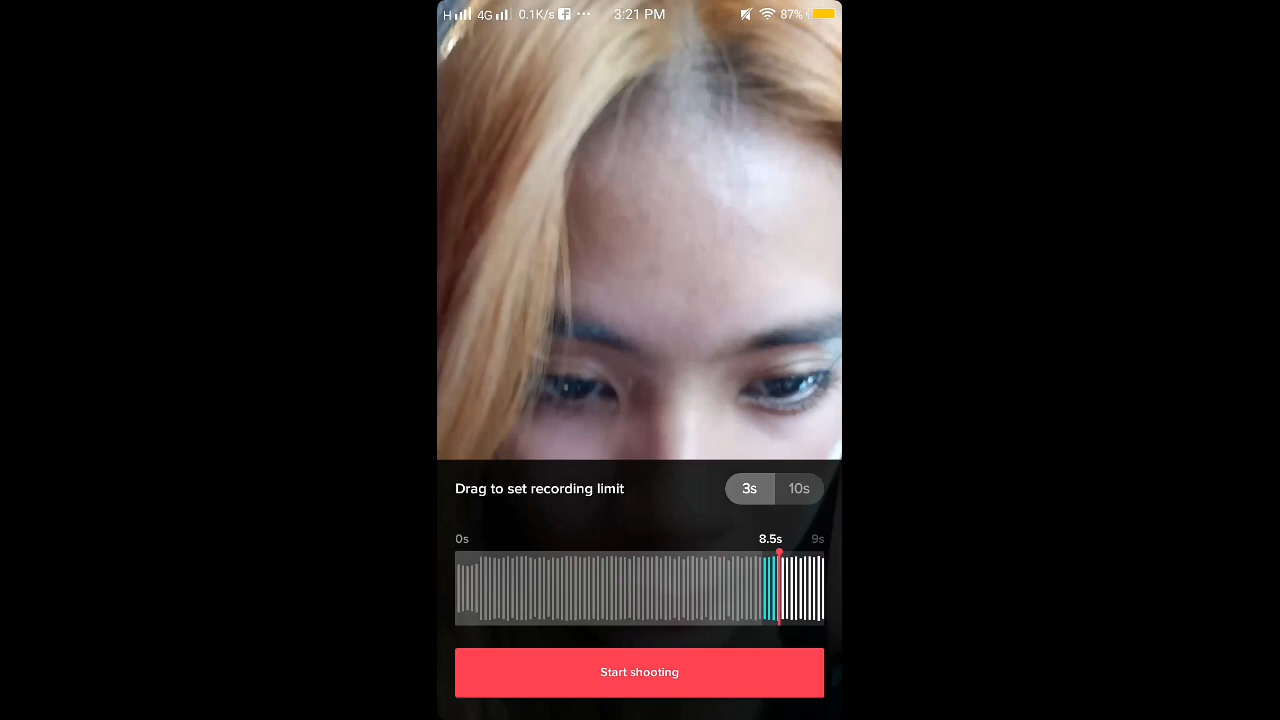 H 4G 0.1K/s ... 3:21 PM 87%
Drag to set recording limit 3s 10s
0s 8.5s 9s
Start shooting